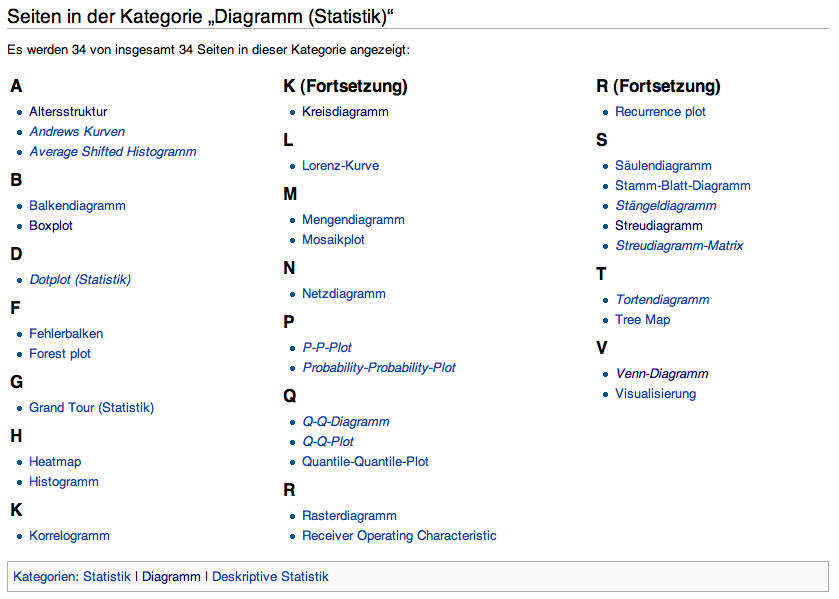 Seiten in der Kategorie „Diagramm (Statistik)“
Es werden 34 von insgesamt 34 Seiten in dieser Kategorie angezeigt:
A
Altersstruktur
Andrews Kurven
Average Shifted Histogramm
B
Balkendiagramm
Boxplot
D
Dotplot (Statistik)
F
Fehlerbalken
Forest plot
G
Grand Tour (Statistik)
H
Heatmap
Histogramm
K
Korrelogramm
K (Fortsetzung)
Kreisdiagramm
L
Lorenz-Kurve
M
Mengendiagramm
Mosaikplot
N
Netzdiagramm
P
P-P-Plot
Probability-Probability-Plot
Q
Q-Q-Diagramm
Q-Q-Plot
Quantile-Quantile-Plot
R
Rasterdiagramm
Receiver Operating Characteristic
R (Fortsetzung)
Recurrence plot
S
Säulendiagramm
Stamm-Blatt-Diagramm
Stängeldiagramm
Streudiagramm
Streudiagramm-Matrix
T
Tortendiagramm
Tree Map
V
Venn-Diagramm
Visualisierung
Kategorien: Statistik | Diagramm | Deskriptive Statistik